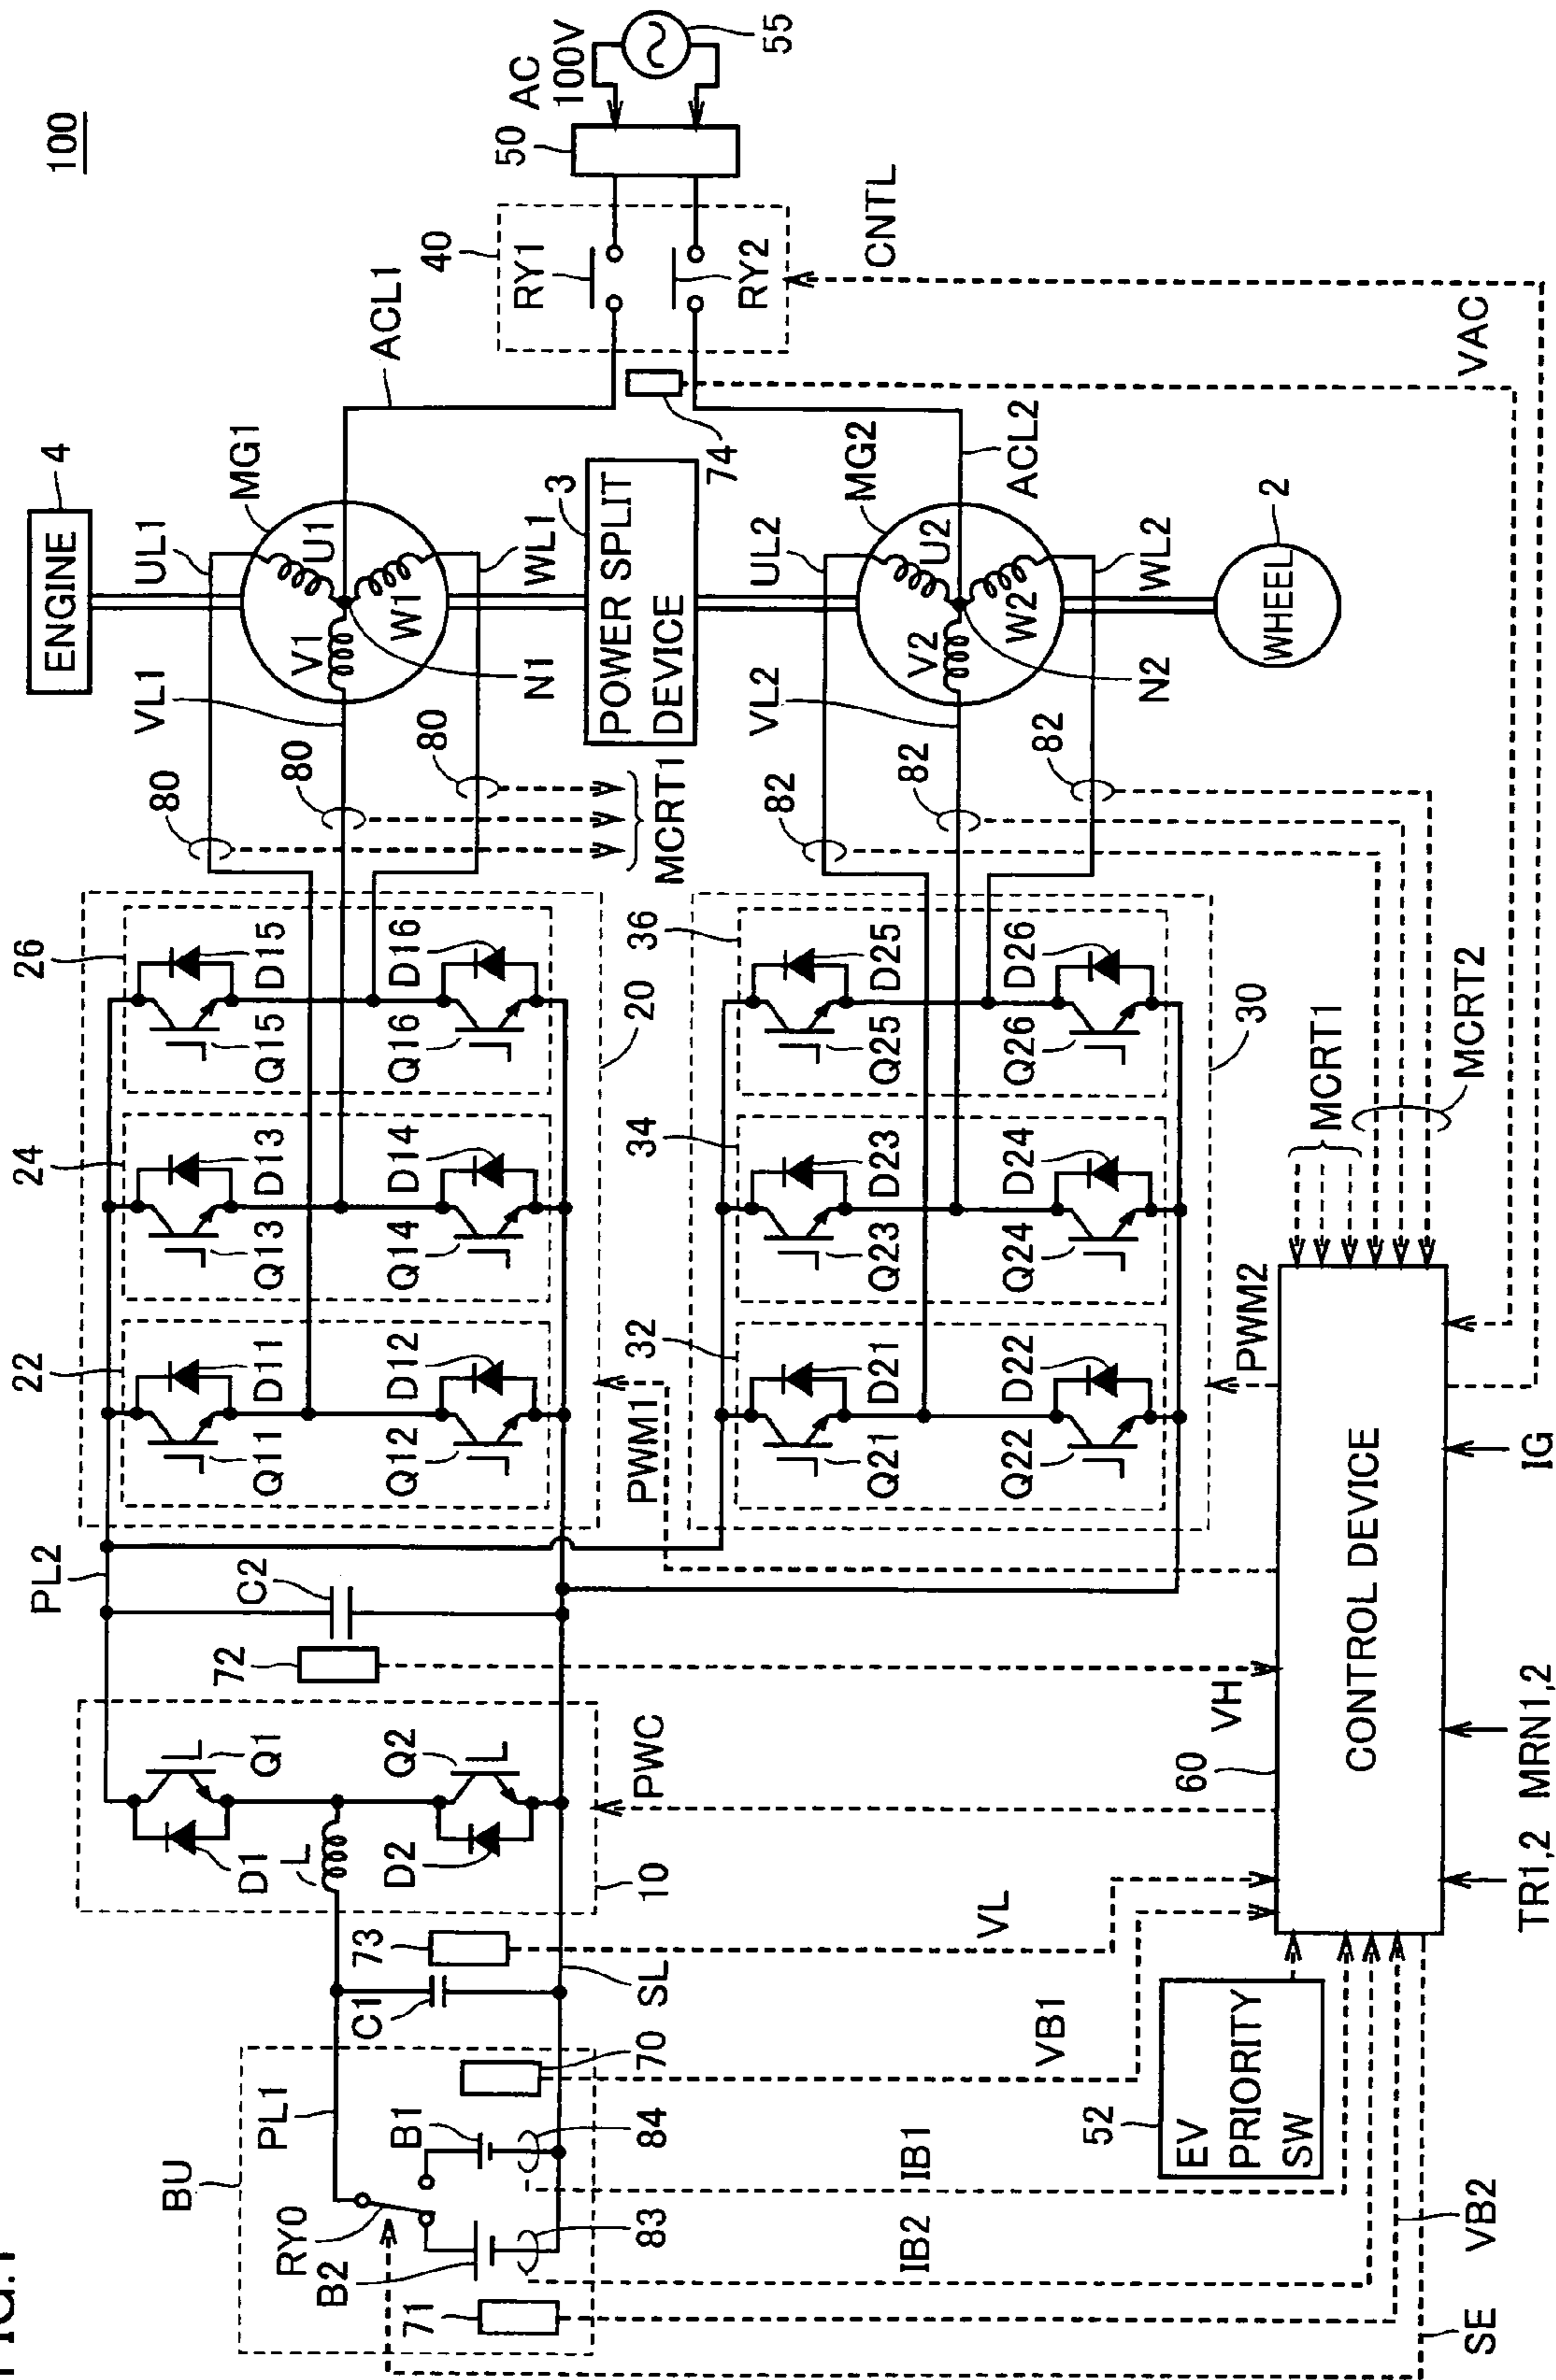 FIG.1
100
ENGINE
4
UL1
VL1
MG1
U1
V1
W1
N1
WL1
ACL1
AC
100V
50
55
40
RY1
RY2
CNTL
VAC
74
POWER SPLIT
DEVICE
3
UL2
VL2
MG2
U2
V2
W2
N2
WL2
ACL2
WHEEL
2
80
80
80
MCRT1
82
82
82
26
D15
Q15
D16
Q16
24
D13
Q13
D14
Q14
22
D11
Q11
D12
Q12
20
PWM1
36
D25
Q25
D26
Q26
34
D23
Q23
D24
Q24
32
D21
Q21
D22
Q22
30
PWM2
MCRT1
MCRT2
PL2
C2
72
VH
Q1
D1
L
Q2
D2
10
PWC
73
C1
VL
SL
BU
PL1
RY0
B2
B1
70
84
83
71
VB1
IB1
IB2
52
EV
PRIORITY
SW
60
CONTROL DEVICE
IG
MRN1,2
TR1,2
VB2
SE